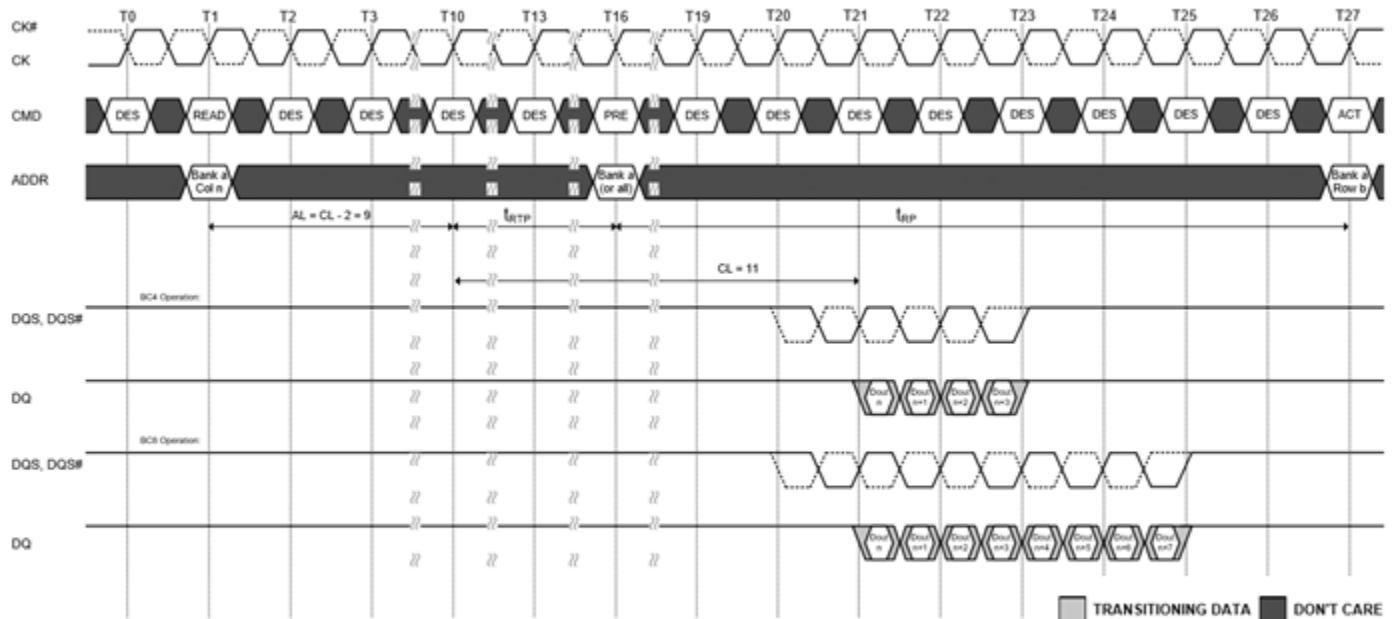 T0 T1 T2 T3 T10 T13 T16 T19 T20 T21 T22 T23 T24 T25 T26 T27
CK#
CK
CMD DES READ DES DES DES DES PRE DES DES DES DES DES DES DES DES ACT
ADDR
Bank a
Col n
Bank a
(or all)
Bank a
Row b
AL = CL - 2 = 9
tRTP
tRP
CL = 11
BC4 Operation:
DQS, DQS#
DQ
Dout
n
Dout
n+1
Dout
n+2
Dout
n+3
BC8 Operation:
DQS, DQS#
DQ
Dout
n
Dout
n+1
Dout
n+2
Dout
n+3
Dout
n+4
Dout
n+5
Dout
n+6
Dout
n+7
TRANSITIONING DATA DON'T CARE